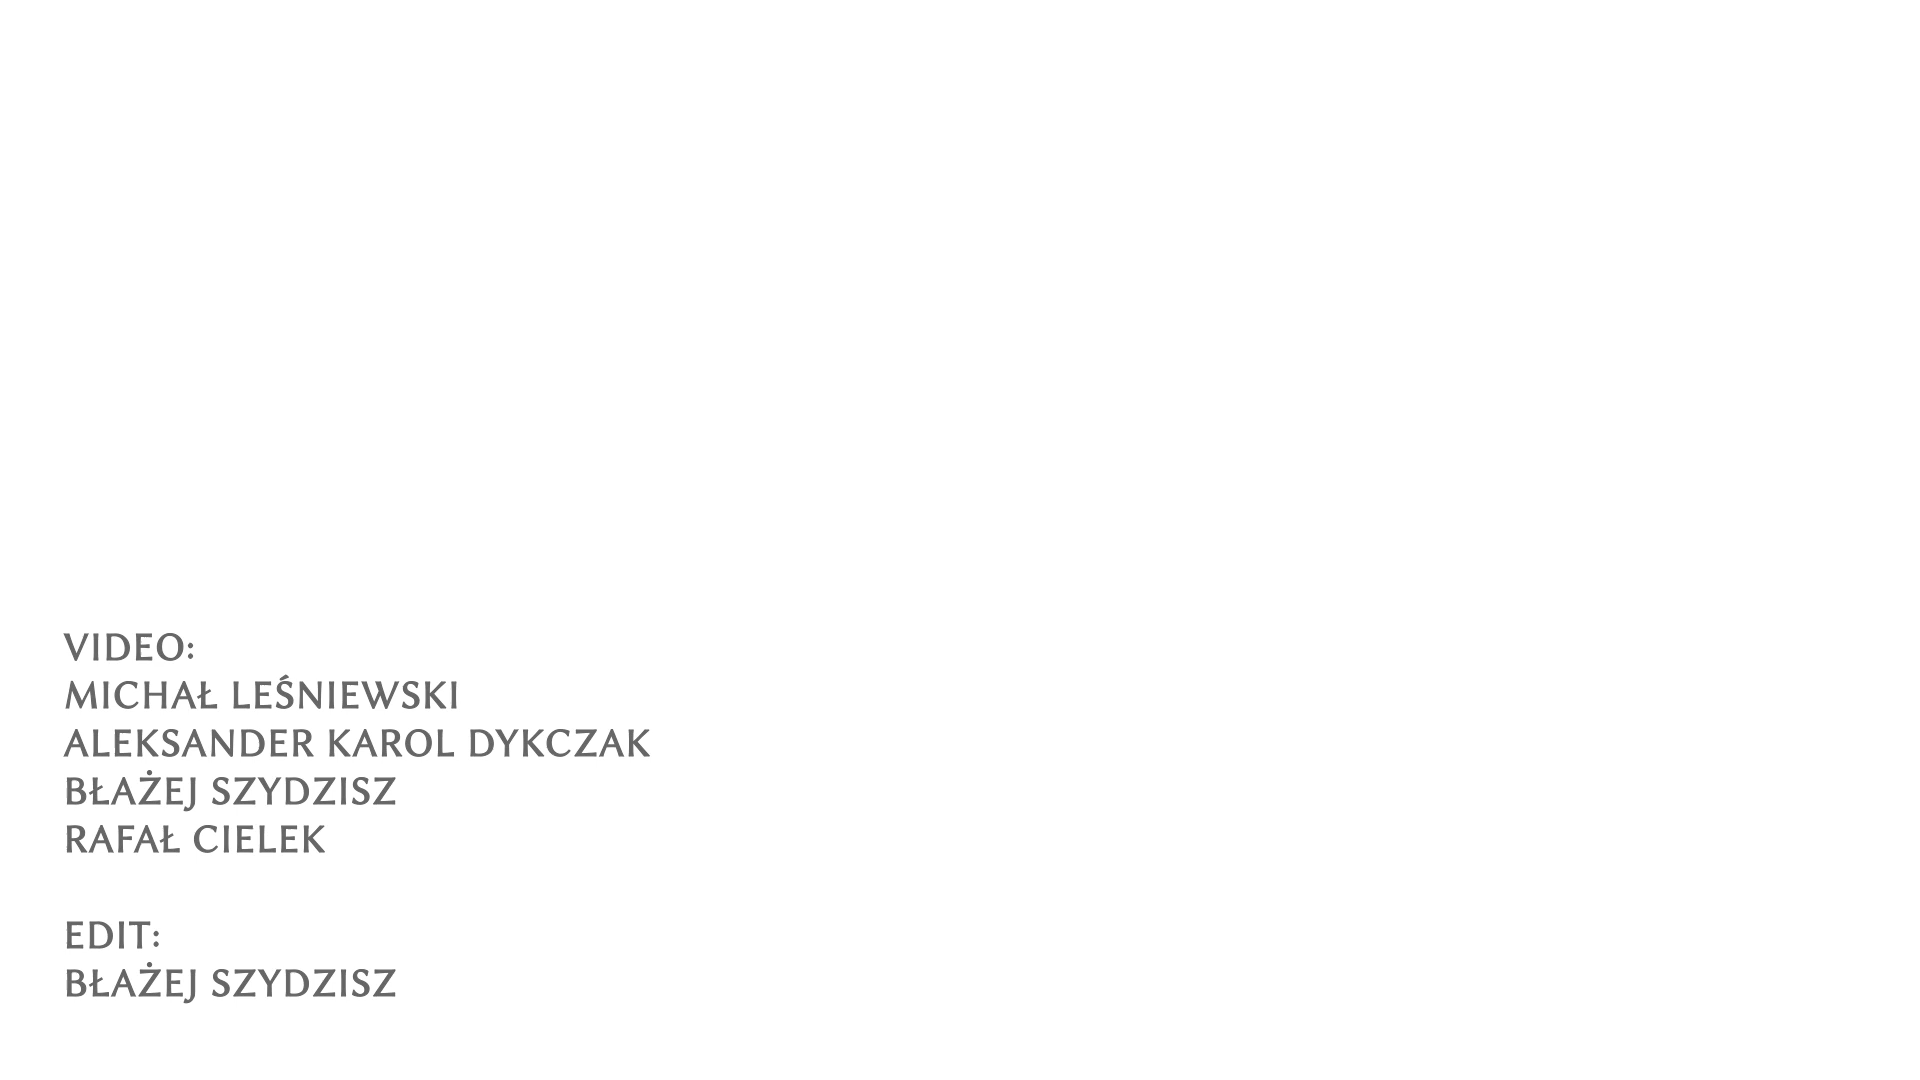 VIDEO:
MICHAŁ LEŚNIEWSKI
ALEKSANDER KAROL DYKCZAK
BŁAŻEJ SZYDZISZ
RAFAŁ CIELEK
EDIT:
BŁAŻEJ SZYDZISZ